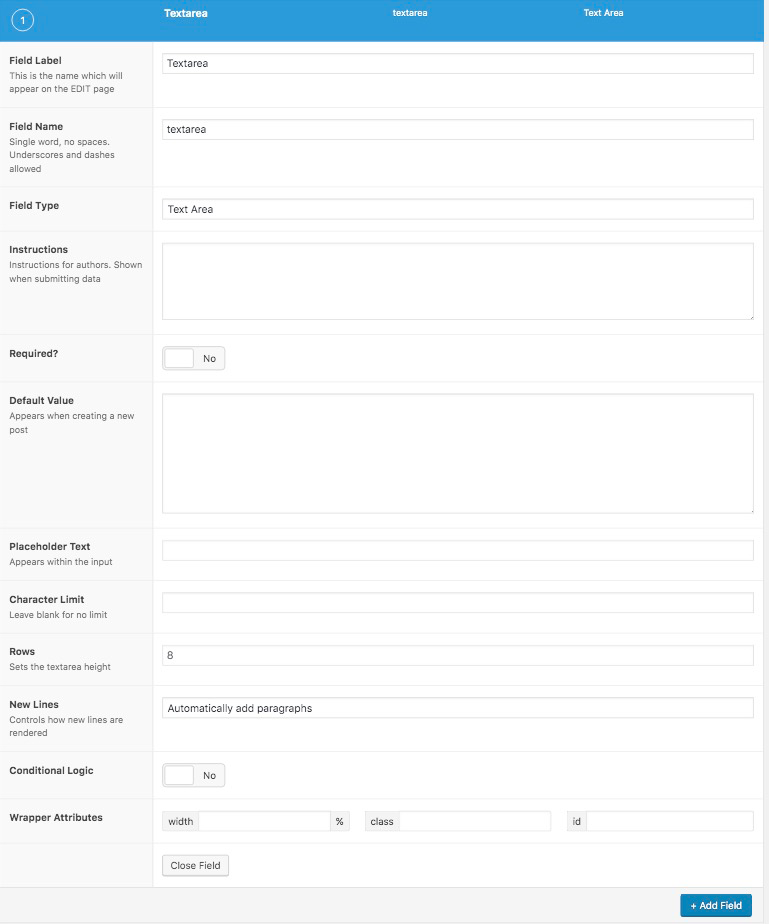 1 Textarea textarea Text Area
Field Label
This is the name which will
appear on the EDIT page
Textarea
Field Name
Single word, no spaces.
Underscores and dashes
allowed
textarea
Field Type
Text Area
Instructions
Instructions for authors. Shown
when submitting data
Required?
No
Default Value
Appears when creating a new
post
Placeholder Text
Appears within the input
Character Limit
Leave blank for no limit
Rows
Sets the textarea height
8
New Lines
Controls how new lines are
rendered
Automatically add paragraphs
Conditional Logic
No
Wrapper Attributes
width % class id
Close Field
+ Add Field